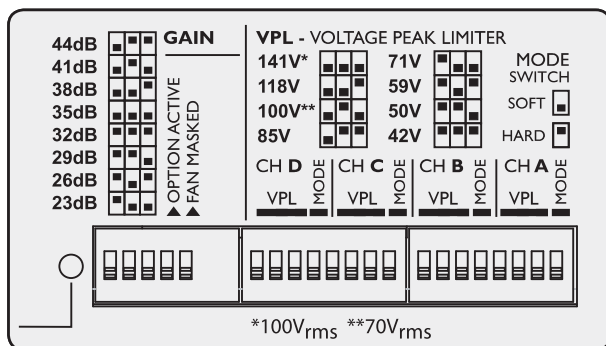 GAIN
44dB
41dB
38dB
35dB
32dB
29dB
26dB
23dB
OPTION ACTIVE
FAN MASKED
VPL - VOLTAGE PEAK LIMITER
141V* 71V
118V 59V
100V** 50V
85V 42V
MODE
SWITCH
SOFT
HARD
CH D MODE CH C MODE CH B MODE CH A MODE
VPL VPL VPL VPL
*100Vrms **70Vrms